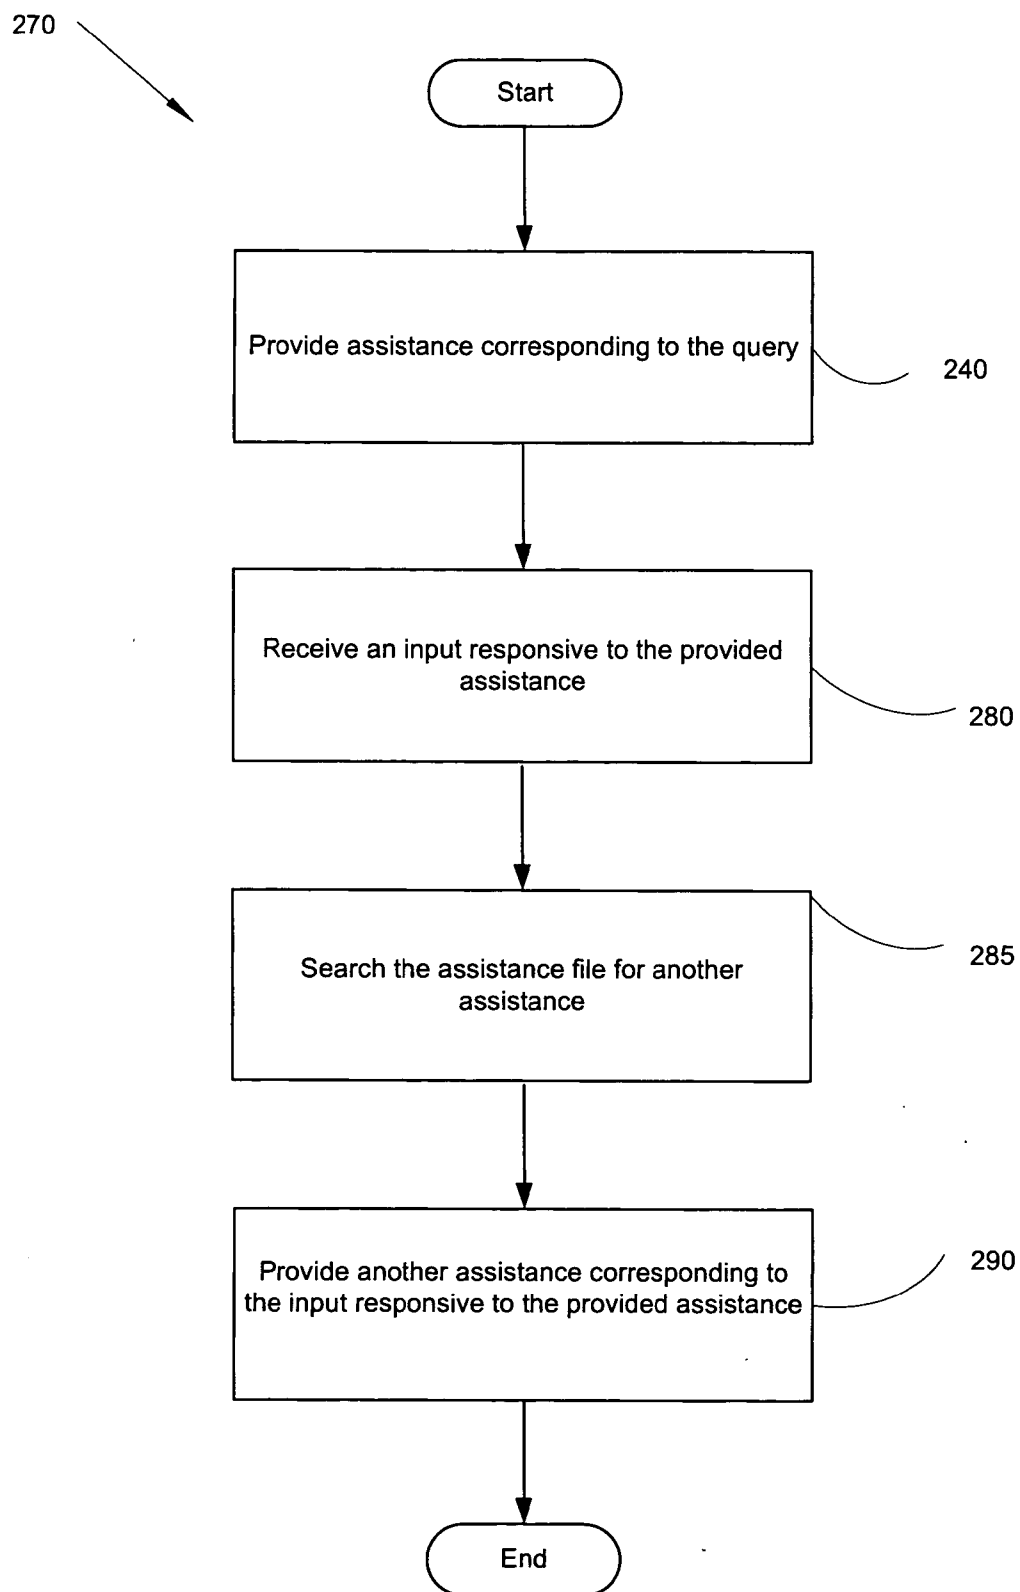 270
Start
Provide assistance corresponding to the query
240
Receive an input responsive to the provided
assistance
280
Search the assistance file for another
assistance
285
Provide another assistance corresponding to
the input responsive to the provided assistance
290
End